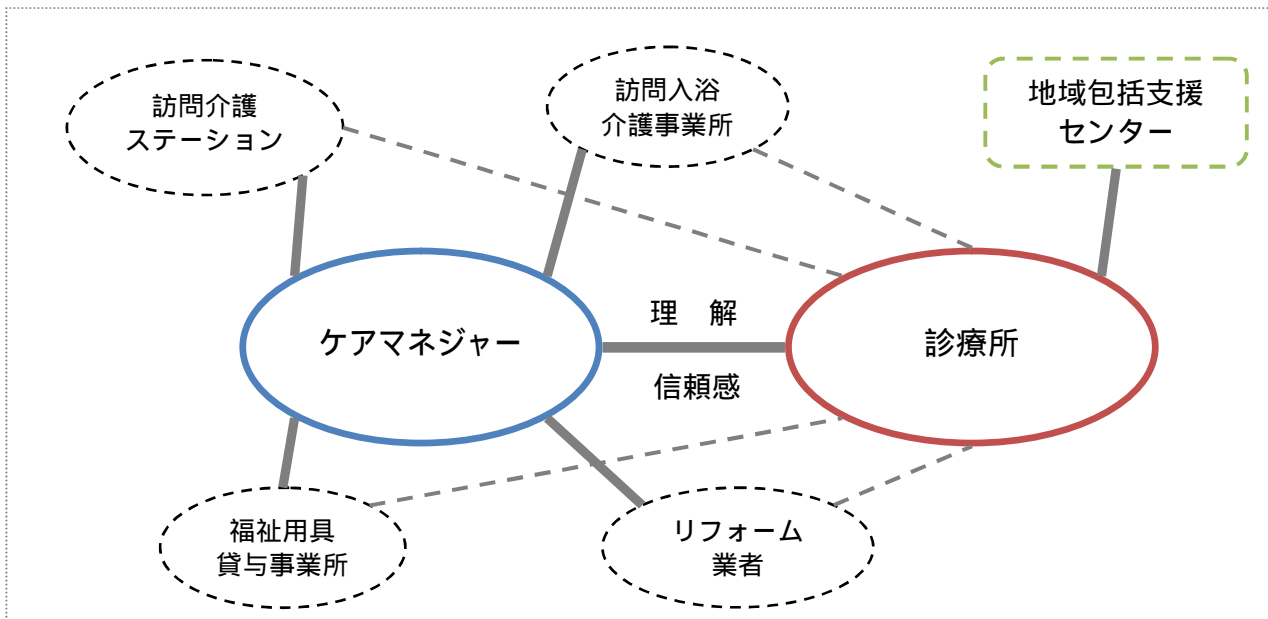 訪問介護
ステーション
訪問入浴
介護事業所
地域包括支援
センター
ケアマネジャー
理　解
信頼感
診療所
福祉用具
貸与事業所
リフォーム
業者